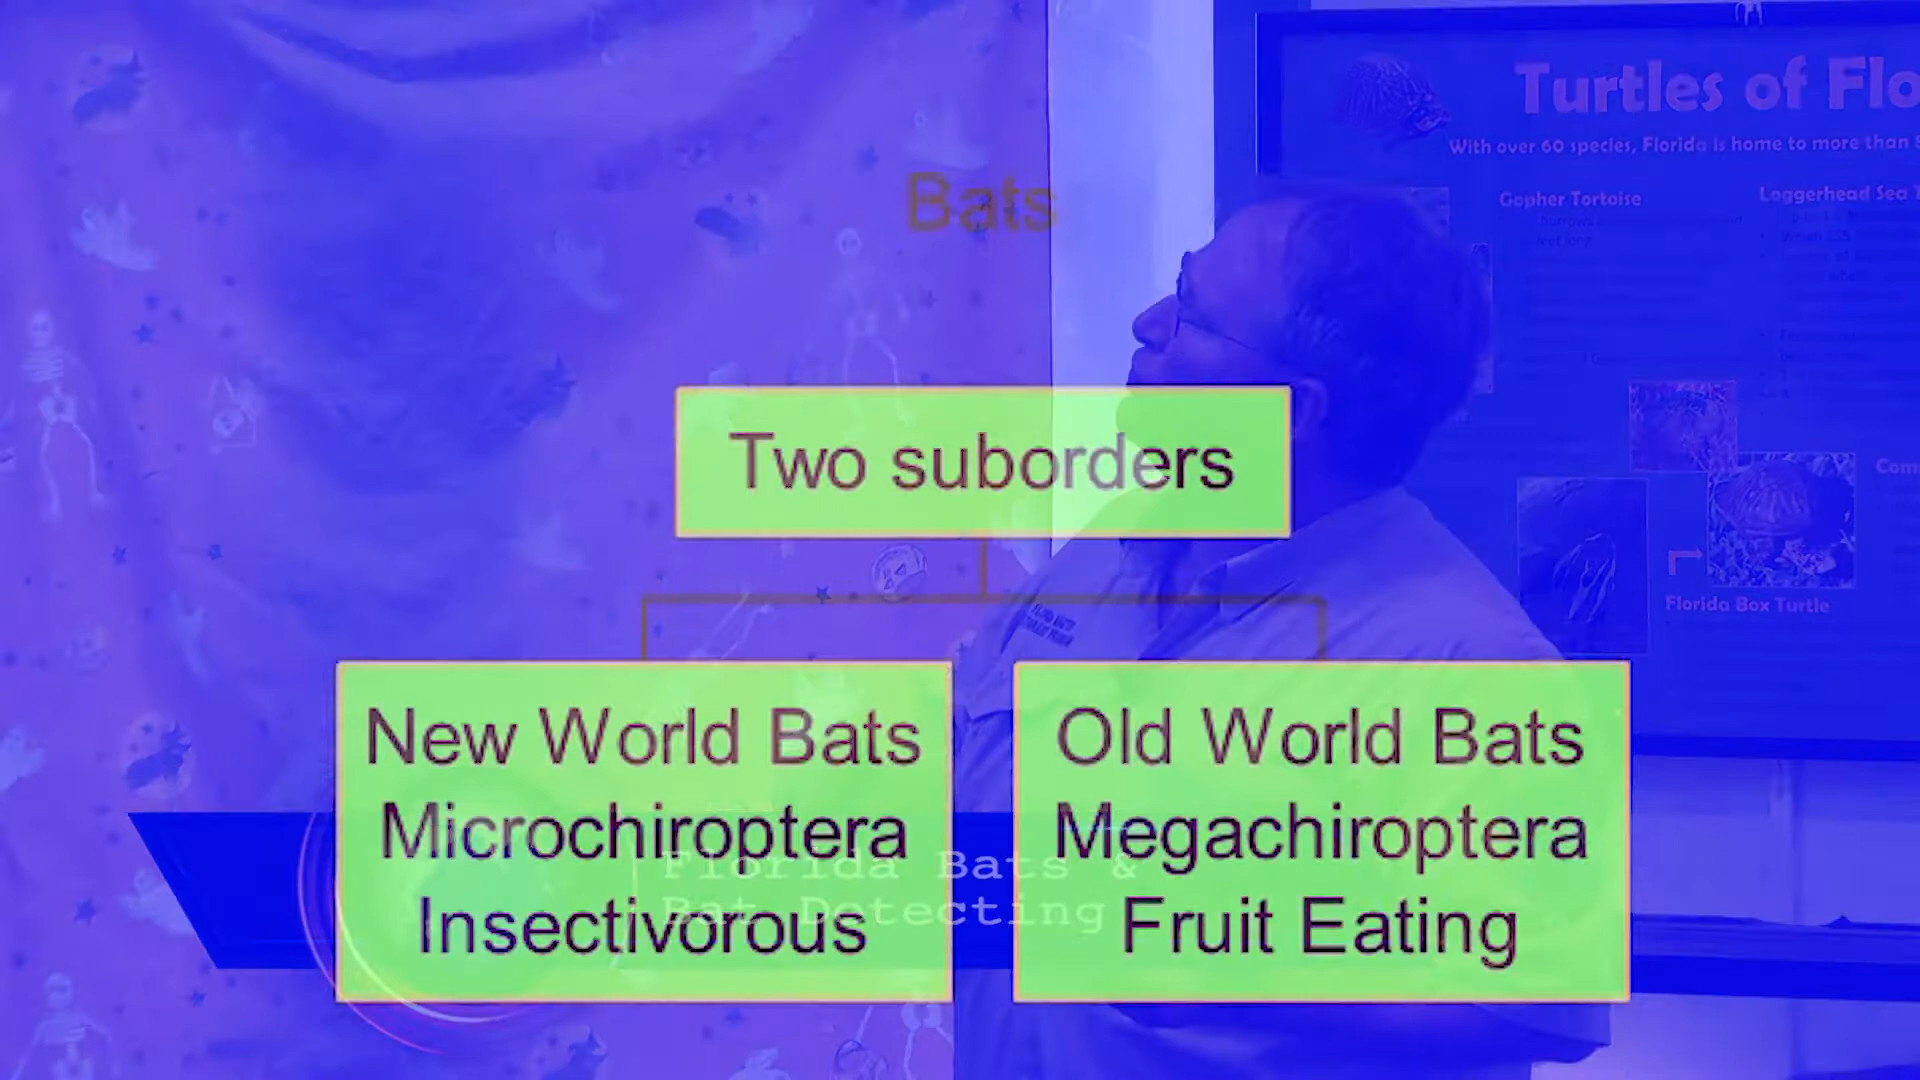 Turtles of Flo
With over 60 species, Florida is home to more than
Gopher Tortoise
Loggerhead Sea
Bats
Two suborders
New World Bats
Microchiroptera
Insectivorous
Old World Bats
Megachiroptera
Fruit Eating
Florida Box Turtle
Florida Bats &
Bat Detecting